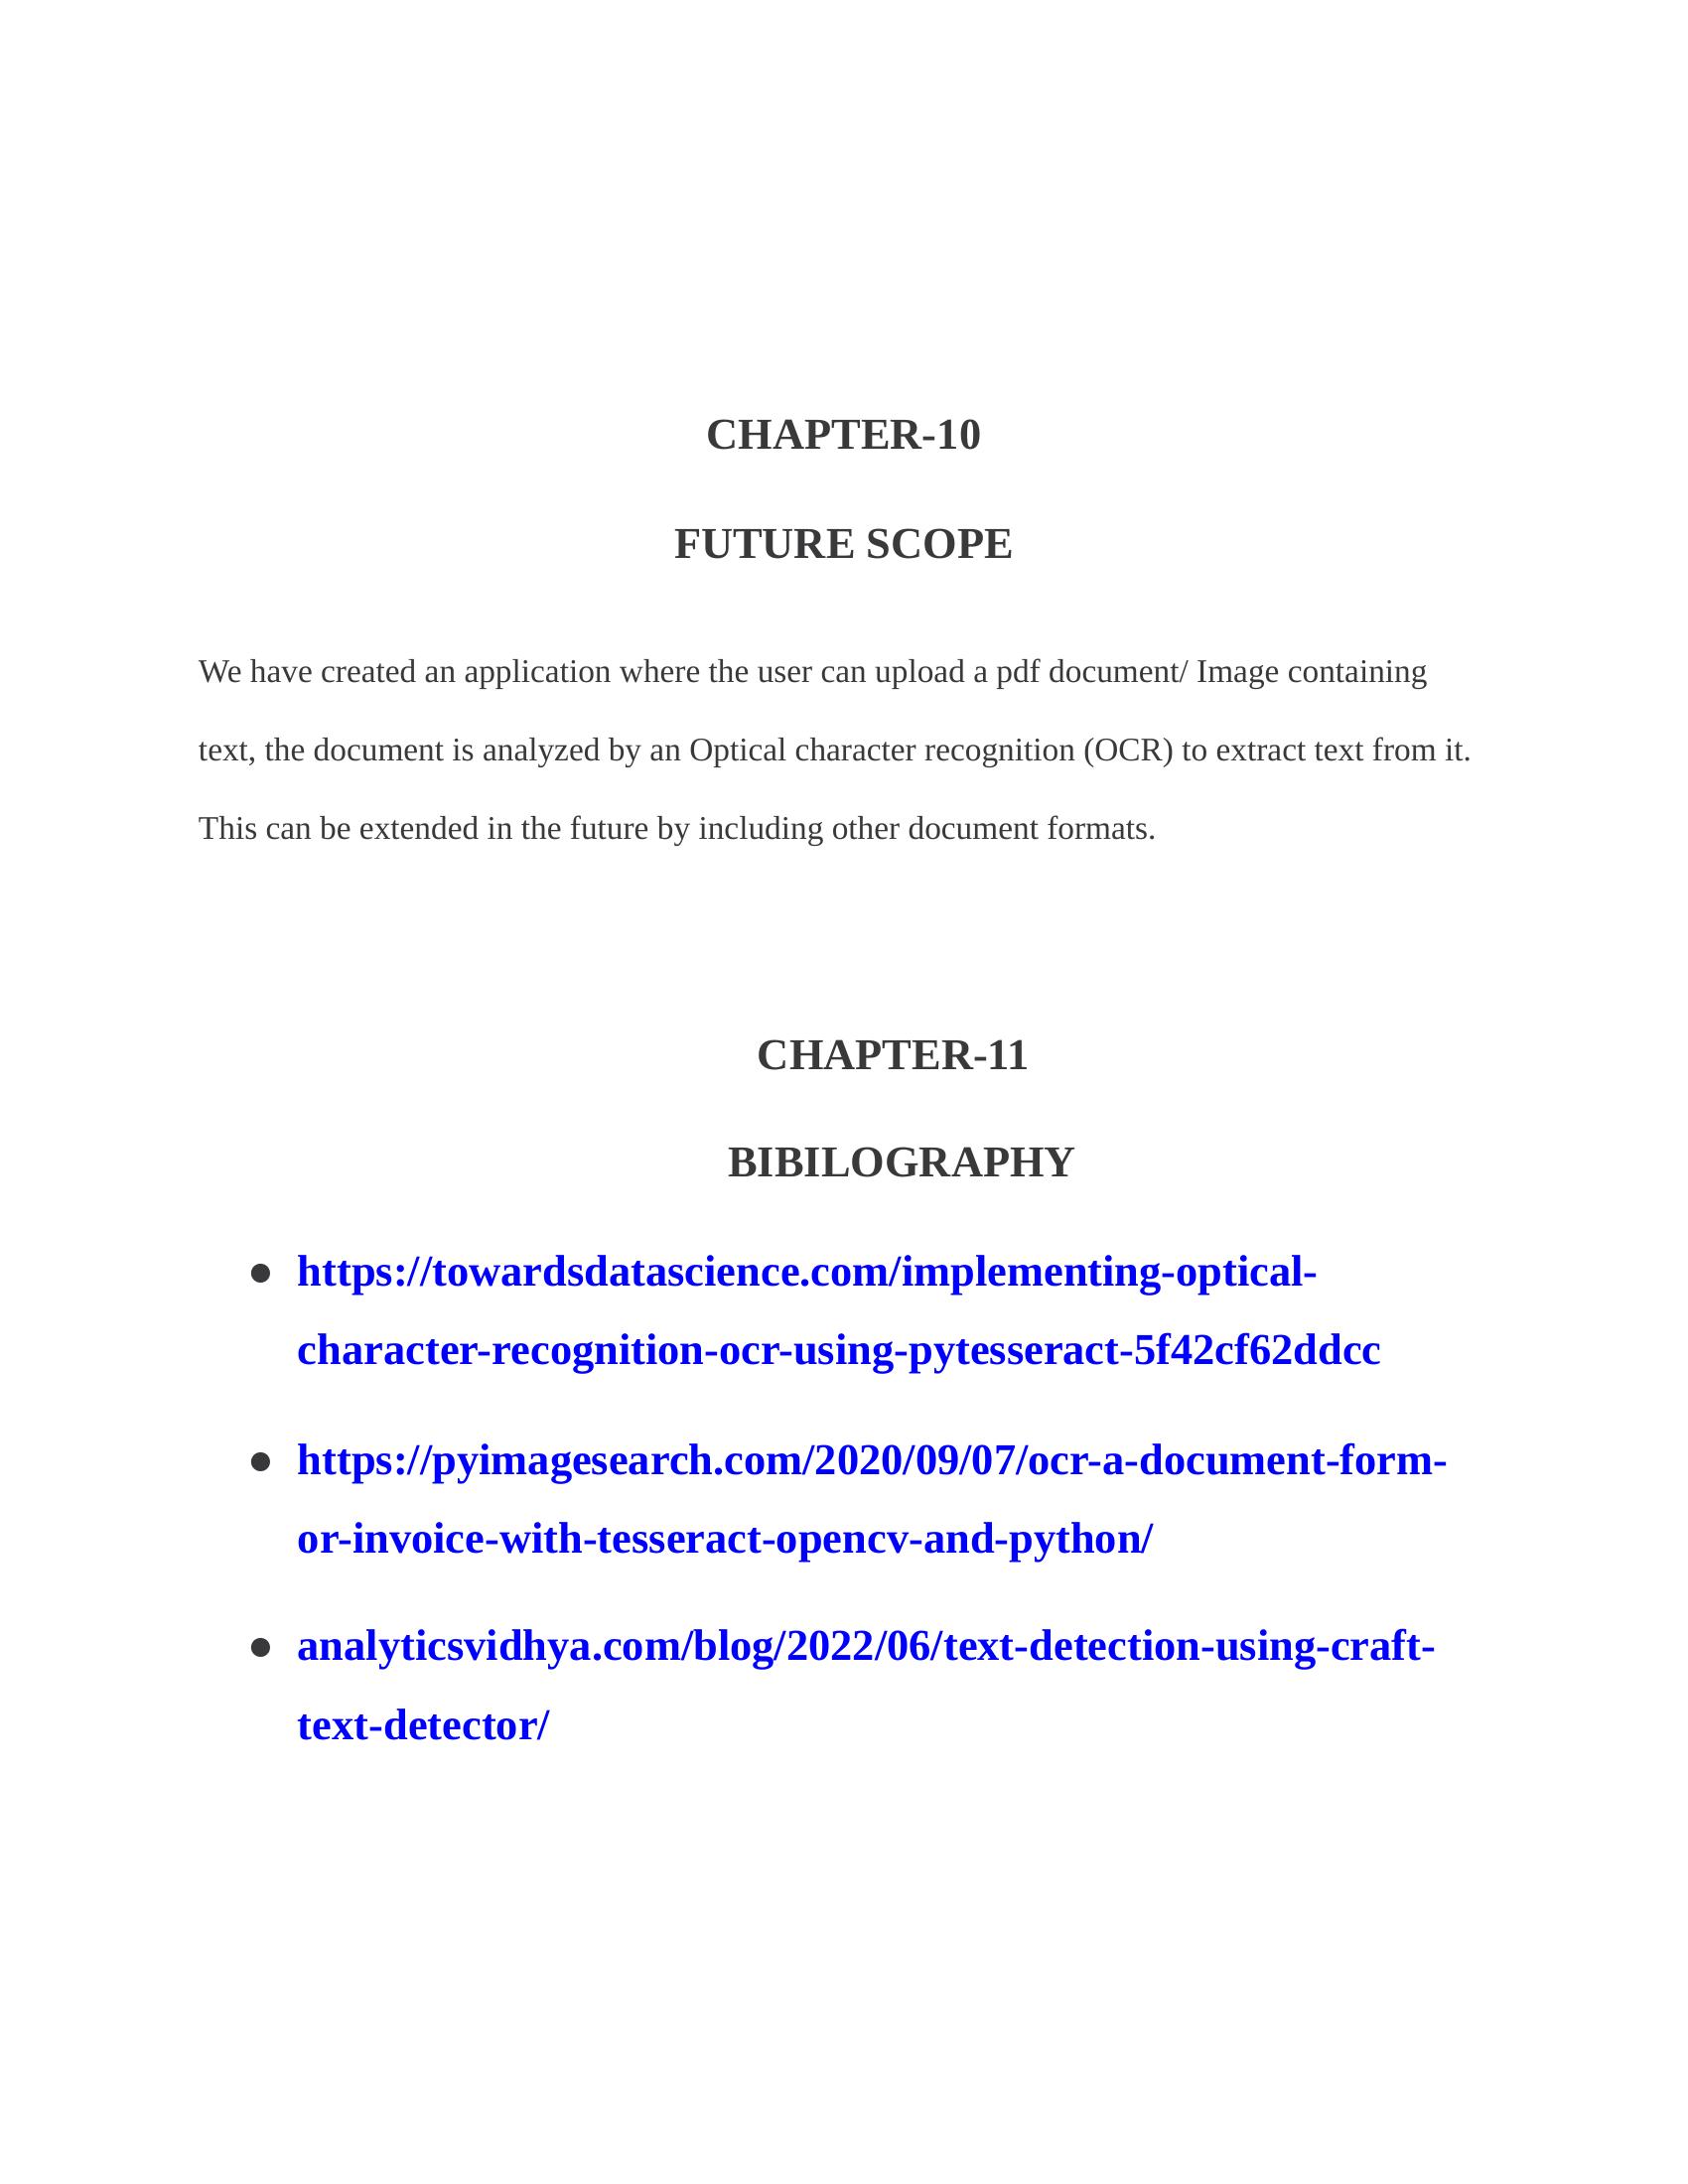 CHAPTER-10
FUTURE SCOPE
We have created an application where the user can upload a pdf document/ Image containing
text, the document is analyzed by an Optical character recognition (OCR) to extract text from it.
This can be extended in the future by including other document formats.
CHAPTER-11
BIBILOGRAPHY
● https://towardsdatascience.com/implementing-optical-
character-recognition-ocr-using-pytesseract-5f42cf62ddcc
● https://pyimagesearch.com/2020/09/07/ocr-a-document-form-
or-invoice-with-tesseract-opencv-and-python/
● analyticsvidhya.com/blog/2022/06/text-detection-using-craft-
text-detector/